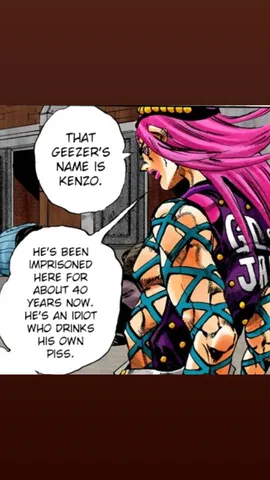 THAT
GEEZER'S
NAME IS
KENZO.
HE'S BEEN
IMPRISONED
HERE FOR
ABOUT 40
YEARS NOW.
HE'S AN IDIOT
WHO DRINKS
HIS OWN
PISS.
JA